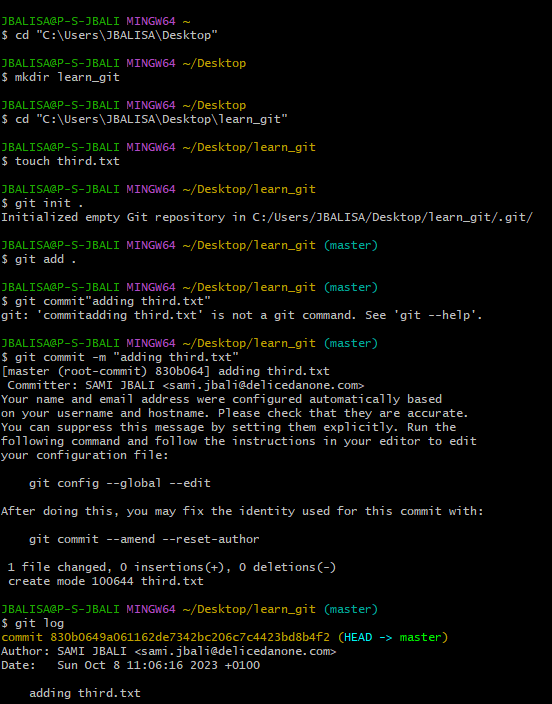 JBALISA@P-S-JBALI MINGW64 ~
$ cd "C:\Users\JBALISA\Desktop"
JBALISA@P-S-JBALI MINGW64 ~/Desktop
$ mkdir learn_git
JBALISA@P-S-JBALI MINGW64 ~/Desktop
$ cd "C:\Users\JBALISA\Desktop\learn_git"
JBALISA@P-S-JBALI MINGW64 ~/Desktop/learn_git
$ touch third.txt
JBALISA@P-S-JBALI MINGW64 ~/Desktop/learn_git
$ git init .
Initialized empty Git repository in C:/Users/JBALISA/Desktop/learn_git/.git/
JBALISA@P-S-JBALI MINGW64 ~/Desktop/learn_git (master)
$ git add .
JBALISA@P-S-JBALI MINGW64 ~/Desktop/learn_git (master)
$ git commit"adding third.txt"
git: 'commitadding third.txt' is not a git command. See 'git --help'.
JBALISA@P-S-JBALI MINGW64 ~/Desktop/learn_git (master)
$ git commit -m "adding third.txt"
[master (root-commit) 830b064] adding third.txt
 Committer: SAMI JBALI <sami.jbali@delicedanone.com>
Your name and email address were configured automatically based
on your username and hostname. Please check that they are accurate.
You can suppress this message by setting them explicitly. Run the
following command and follow the instructions in your editor to edit
your configuration file:
    git config --global --edit
After doing this, you may fix the identity used for this commit with:
    git commit --amend --reset-author
 1 file changed, 0 insertions(+), 0 deletions(-)
 create mode 100644 third.txt
JBALISA@P-S-JBALI MINGW64 ~/Desktop/learn_git (master)
$ git log
commit 830b0649a061162de7342bc206c7c4423bd8b4f2 (HEAD -> master)
Author: SAMI JBALI <sami.jbali@delicedanone.com>
Date:   Sun Oct 8 11:06:16 2023 +0100
    adding third.txt